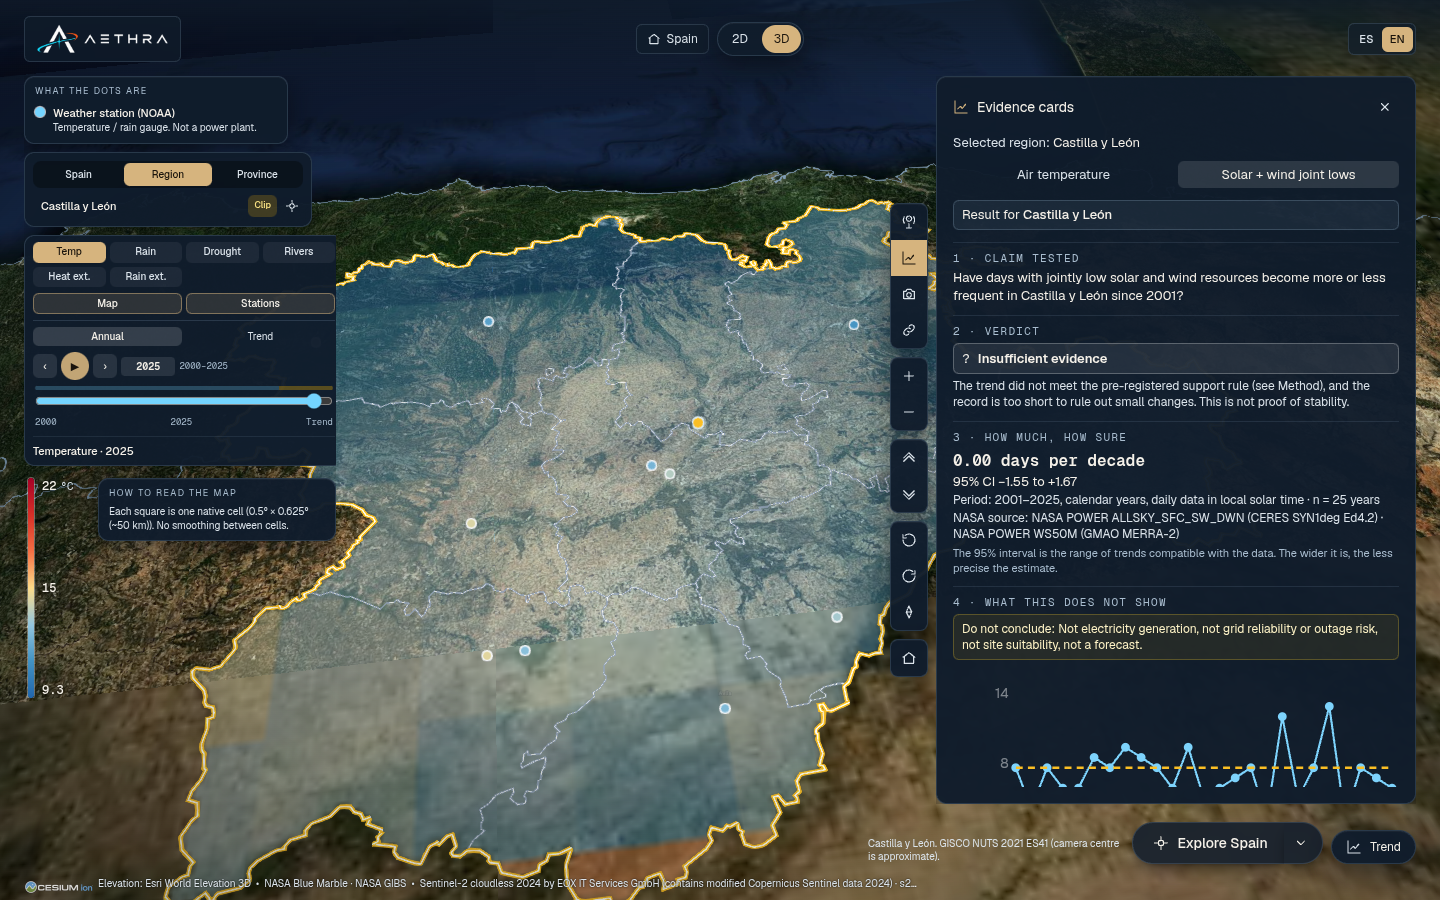 AETHRA
Spain
2D
3D
ES
EN
WHAT THE DOTS ARE
Weather station (NOAA)
Temperature / rain gauge. Not a power plant.
Spain
Region
Province
Castilla y León
Clip
Temp
Rain
Drought
Rivers
Heat ext.
Rain ext.
Map
Stations
Annual
Trend
2025
2000–2025
2000
2025
Trend
Temperature · 2025
22 °C
15
9.3
HOW TO READ THE MAP
Each square is one native cell (0.5° × 0.625°
(~50 km)). No smoothing between cells.
Evidence cards
Selected region: Castilla y León
Air temperature
Solar + wind joint lows
Result for Castilla y León
1 · CLAIM TESTED
Have days with jointly low solar and wind resources become more or less
frequent in Castilla y León since 2001?
2 · VERDICT
? Insufficient evidence
The trend did not meet the pre-registered support rule (see Method), and the
record is too short to rule out small changes. This is not proof of stability.
3 · HOW MUCH, HOW SURE
0.00 days per decade
95% CI −1.55 to +1.67
Period: 2001–2025, calendar years, daily data in local solar time · n = 25 years
NASA source: NASA POWER ALLSKY_SFC_SW_DWN (CERES SYN1deg Ed4.2) ·
NASA POWER WS50M (GMAO MERRA-2)
The 95% interval is the range of trends compatible with the data. The wider it is, the less
precise the estimate.
4 · WHAT THIS DOES NOT SHOW
Do not conclude: Not electricity generation, not grid reliability or outage risk,
not site suitability, not a forecast.
14
8
Castilla y León. GISCO NUTS 2021 ES41 (camera centre
is approximate).
Explore Spain
Trend
CESIUM ion
Elevation: Esri World Elevation 3D • NASA Blue Marble · NASA GIBS • Sentinel-2 cloudless 2024 by EOX IT Services GmbH (contains modified Copernicus Sentinel data 2024) · s2...